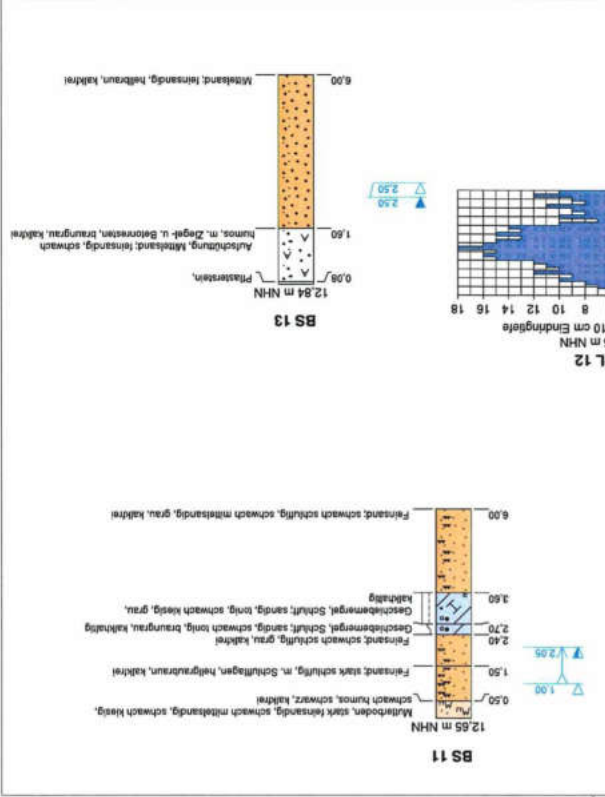 BS 11
12,65 m NHN
Mutterboden, stark feinsandig, schwach mittelsandig, schwach kiesig,
schwach humos, schwarz, kalkfrei
0,50
1.00
Feinsand; stark schluffig, m. Schlufflagen, hellgraubraun, kalkfrei
1,50
2.05
Feinsand; schwach schluffig, grau, kalkfrei
2,40
Geschiebemergel, Schluff; sandig, schwach tonig, braungrau, kalkhaltig
2,70
Geschiebemergel, Schluff; sandig, tonig, schwach kiesig, grau,
kalkhaltig
3,60
Feinsand; schwach schluffig, schwach mittelsandig, grau, kalkfrei
6,00
L 12
m NHN
10 cm Eindringtiefe
8 10 12 14 16 18
2.50
2.50
BS 13
12,84 m NHN
Pflasterstein,
0,08
Aufschüttung, Mittelsand; feinsandig, schwach
humos, m. Ziegel- u. Betonresten, braungrau, kalkfrei
1,60
Mittelsand; feinsandig, hellbraun, kalkfrei
6,00